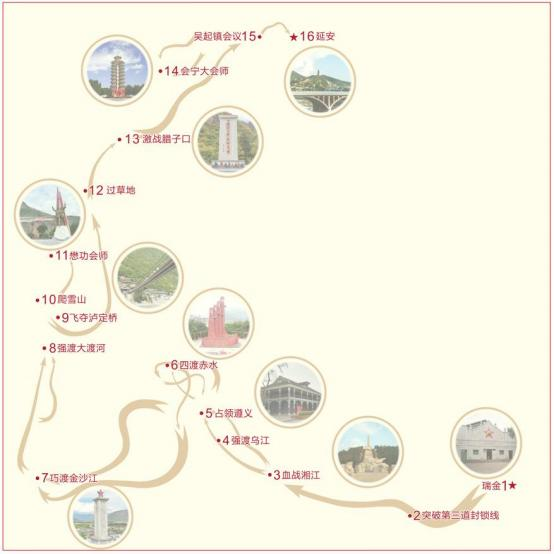 吴起镇会议15
★16延安
14会宁大会师
13激战腊子口
12过草地
11懋功会师
10爬雪山
9飞夺泸定桥
8强渡大渡河
6四渡赤水
5占领遵义
4强渡乌江
3血战湘江
7巧渡金沙江
瑞金1★
2突破第三道封锁线